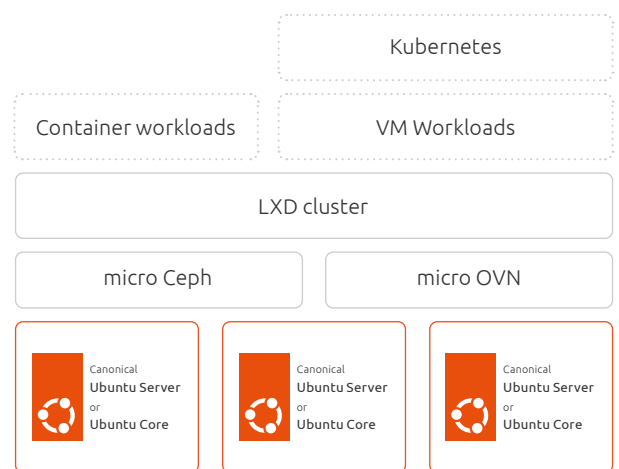 Kubernetes
Container workloads
VM Workloads
LXD cluster
micro Ceph
micro OVN
Canonical
Ubuntu Server
or
Ubuntu Core
Canonical
Ubuntu Server
or
Ubuntu Core
Canonical
Ubuntu Server
or
Ubuntu Core